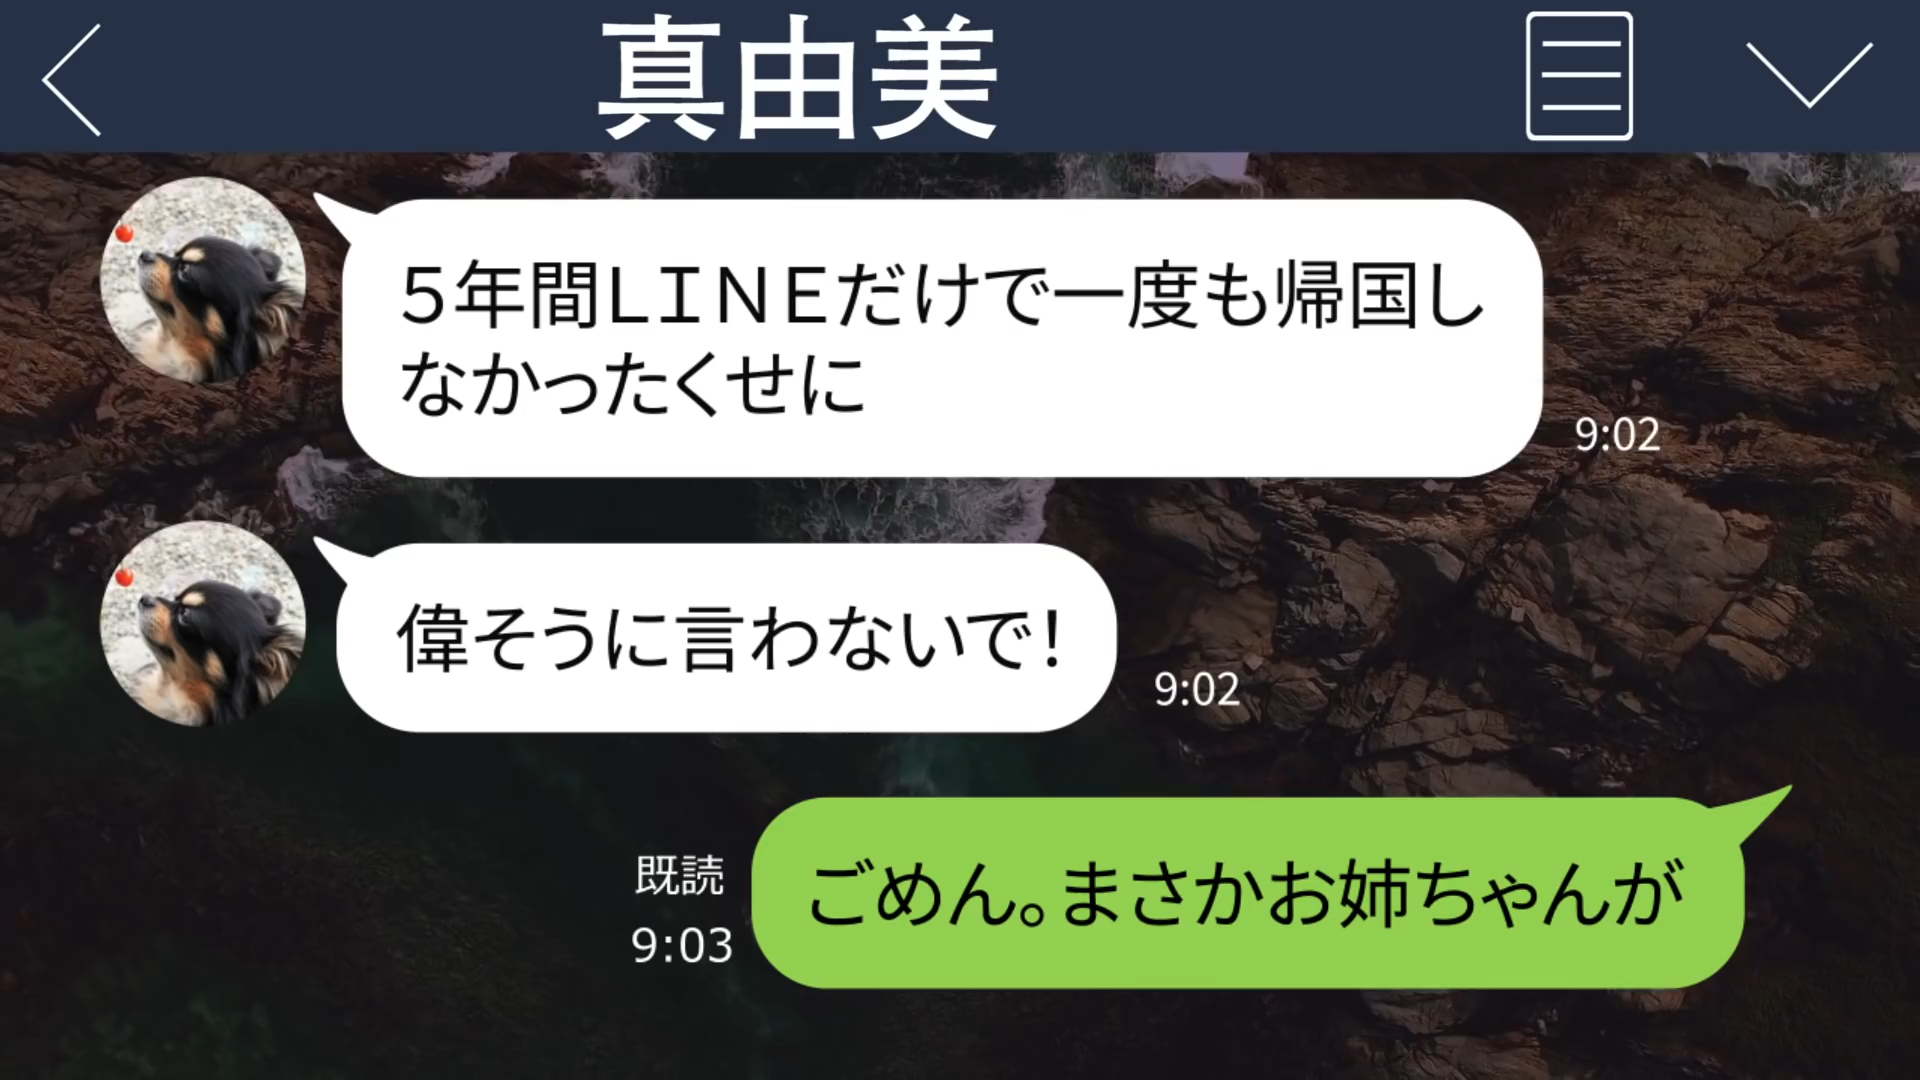 真由美
５年間ＬＩＮＥだけで一度も帰国し
なかったくせに
9:02
偉そうに言わないで！
9:02
ごめん。まさかお姉ちゃんが
既読
9:03